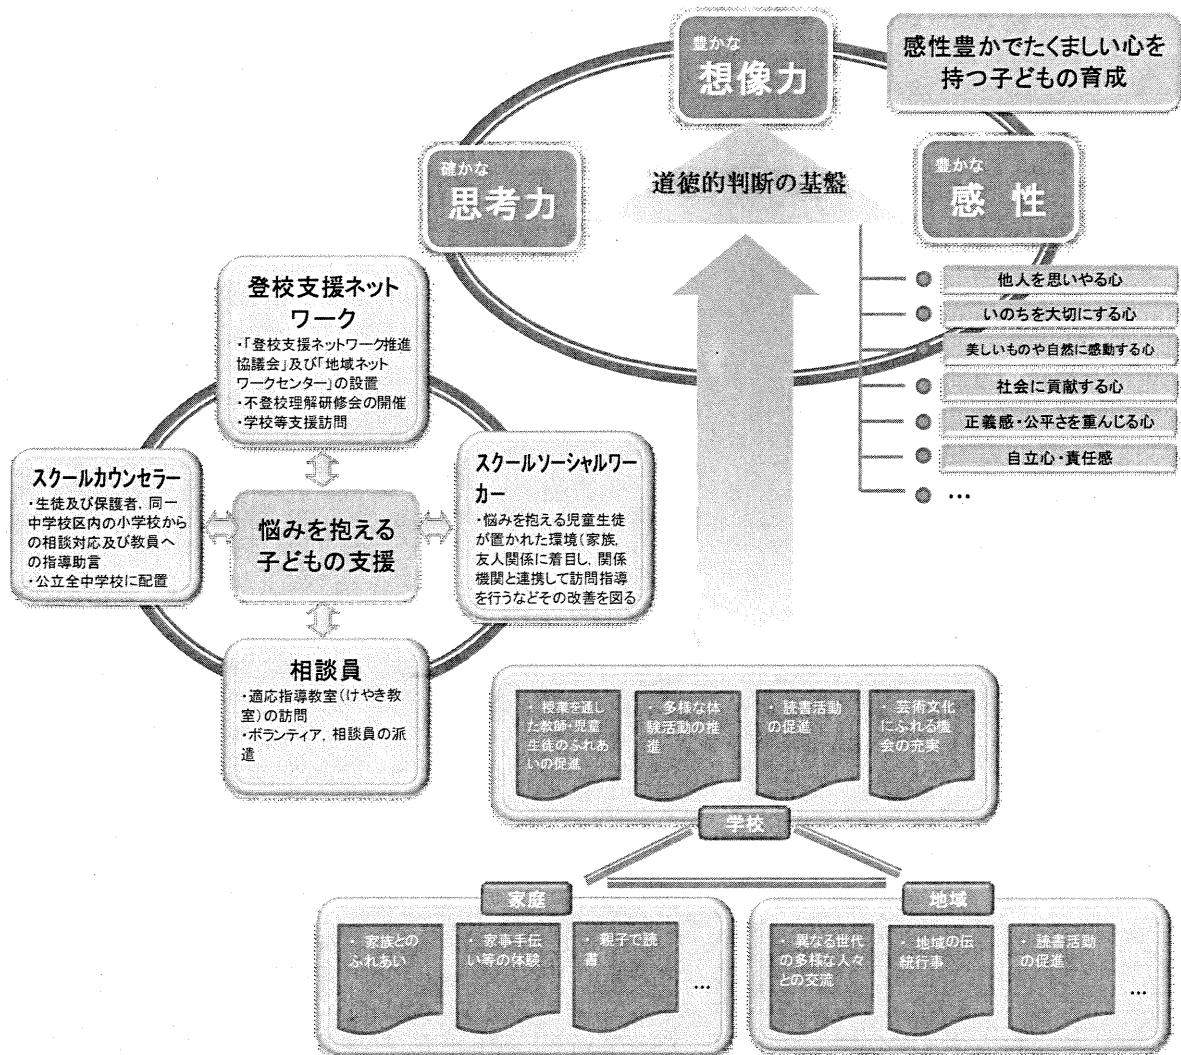 豊かな
想像力
感性豊かでたくましい心を
持つ子どもの育成
確かな
思考力
道徳的判断の基盤
豊かな
感 性
他人を思いやる心
いのちを大切にする心
美しいものや自然に感動する心
社会に貢献する心
正義感・公平さを重んじる心
自立心・責任感
…
登校支援ネット
ワーク
・「登校支援ネットワーク推進
協議会」及び「地域ネット
ワークセンター」の設置
・不登校理解研修会の開催
・学校等支援訪問
スクールカウンセラー
・生徒及び保護者，同一
中学校区内の小学校から
の相談対応及び教員へ
の指導助言
・公立全中学校に配置
悩みを抱える
子どもの支援
スクールソーシャルワー
カー
・悩みを抱える児童生徒
が置かれた環境（家族，
友人関係に着目し，関係
機関と連携して訪問指導
を行うなどその改善を図る
相談員
・適応指導教室（けやき教
室）の訪問
・ボランティア，相談員の派
遣
・ 授業を通し
た教師・児童
生徒のふれあ
いの促進
・ 多様な体
験活動の推
進
・ 読書活動
の促進
・ 芸術文化
にふれる機
会の充実
学校
家庭
・ 家族との
ふれあい
・ 家事手伝
い等の体験
・ 親子で読
書
…
地域
・ 異なる世代
の多様な人々
との交流
・ 地域の伝
統行事
・ 読書活動
の促進
…